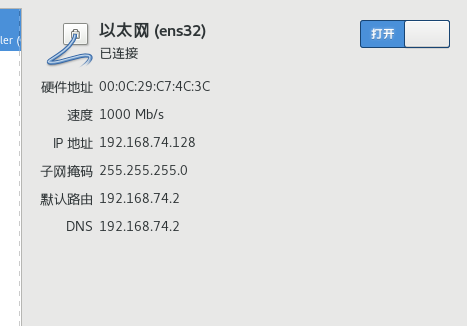 以太网 (ens32)
打开
ler (
已连接
硬件地址 00:0C:29:C7:4C:3C
速度 1000 Mb/s
IP 地址 192.168.74.128
子网掩码 255.255.255.0
默认路由 192.168.74.2
DNS 192.168.74.2